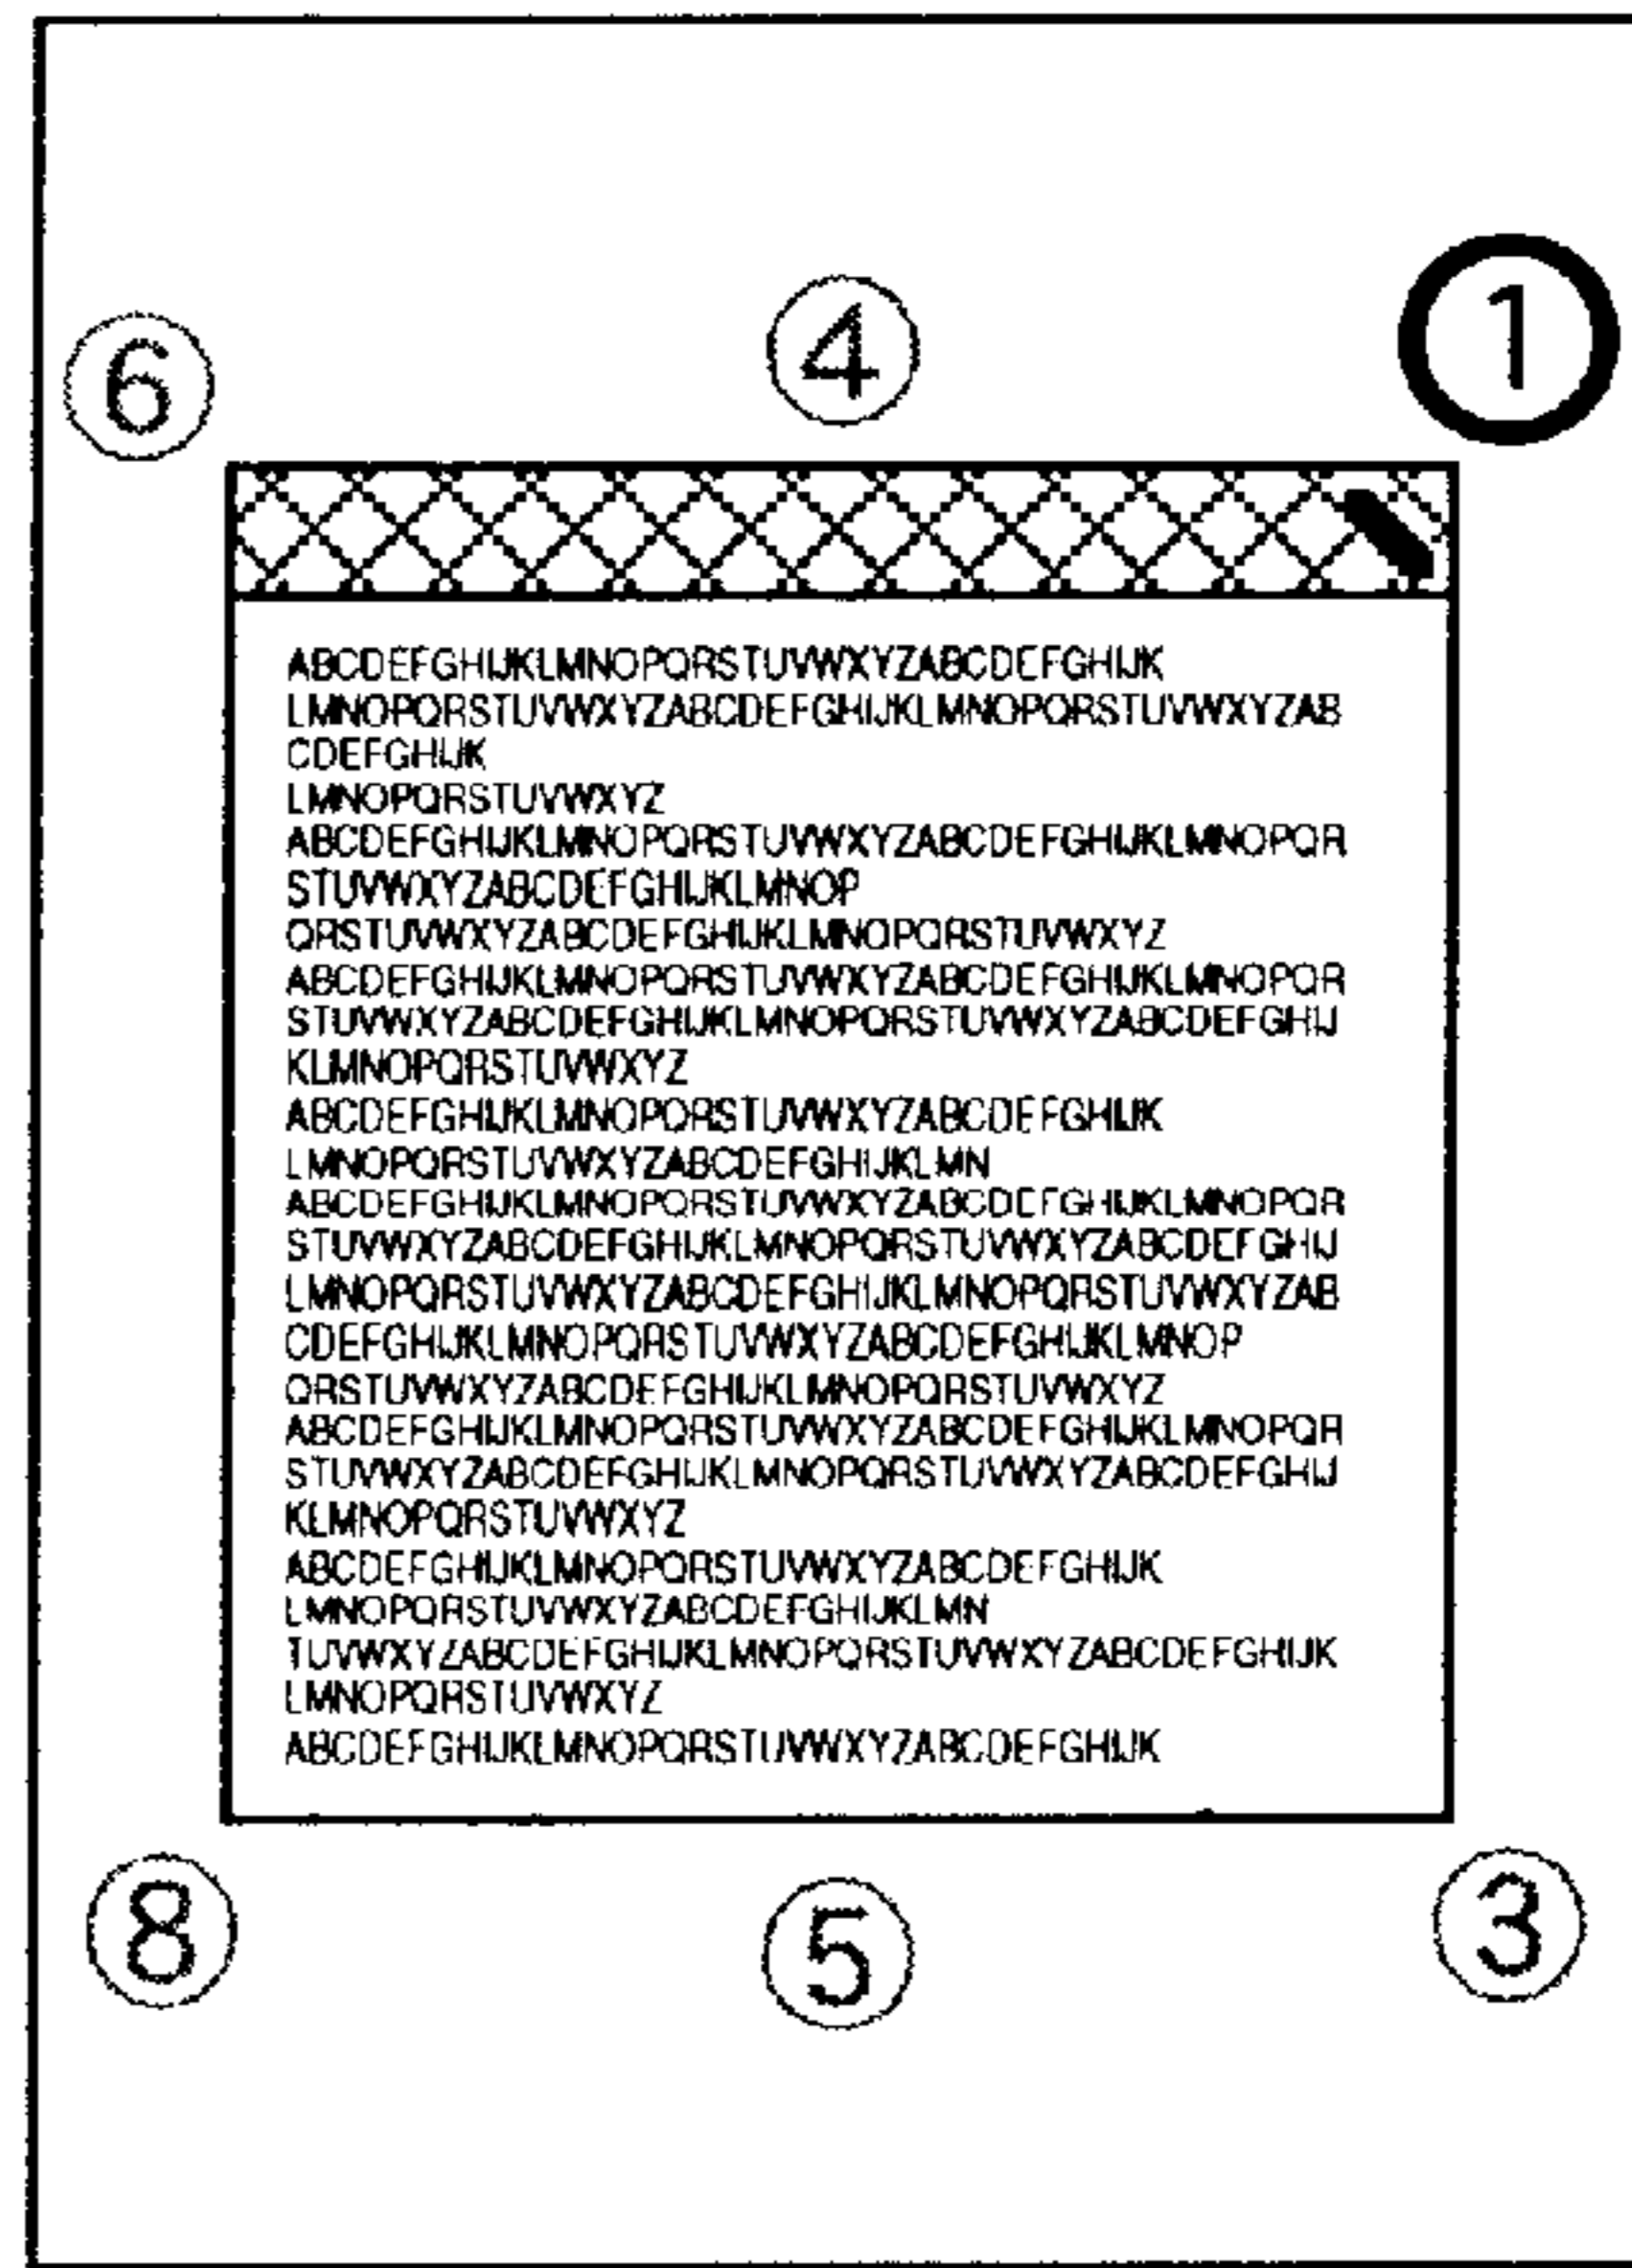 6 4 1
ABCDEFGHIJKLMNOPQRSTUVWXYZABCDEFGHIJK
LMNOPQRSTUVWXYZABCDEFGHIJKLMNOPQRSTUVWXYZAB
CDEFGHIJK
LMNOPQRSTUVWXYZ
ABCDEFGHIJKLMNOPQRSTUVWXYZABCDEFGHIJKLMNOPQR
STUVWXYZABCDEFGHIJKLMNOP
QRSTUVWXYZABCDEFGHIJKLMNOPQRSTUVWXYZ
ABCDEFGHIJKLMNOPQRSTUVWXYZABCDEFGHIJKLMNOPQR
STUVWXYZABCDEFGHIJKLMNOPQRSTUVWXYZABCDEFGHIJ
KLMNOPQRSTUVWXYZ
ABCDEFGHIJKLMNOPQRSTUVWXYZABCDEFGHIJK
LMNOPQRSTUVWXYZABCDEFGHIJKLMN
ABCDEFGHIJKLMNOPQRSTUVWXYZABCDEFGHIJKLMNOPQR
STUVWXYZABCDEFGHIJKLMNOPQRSTUVWXYZABCDEFGHIJ
LMNOPQRSTUVWXYZABCDEFGHIJKLMNOPQRSTUVWXYZAB
CDEFGHIJKLMNOPQRSTUVWXYZABCDEFGHIJKLMNOP
QRSTUVWXYZABCDEFGHIJKLMNOPQRSTUVWXYZ
ABCDEFGHIJKLMNOPQRSTUVWXYZABCDEFGHIJKLMNOPQR
STUVWXYZABCDEFGHIJKLMNOPQRSTUVWXYZABCDEFGHIJ
KLMNOPQRSTUVWXYZ
ABCDEFGHIJKLMNOPQRSTUVWXYZABCDEFGHIJK
LMNOPQRSTUVWXYZABCDEFGHIJKLMN
TUVWXYZABCDEFGHIJKLMNOPQRSTUVWXYZABCDEFGHIJK
LMNOPQRSTUVWXYZ
ABCDEFGHIJKLMNOPQRSTUVWXYZABCDEFGHIJK
8 5 3